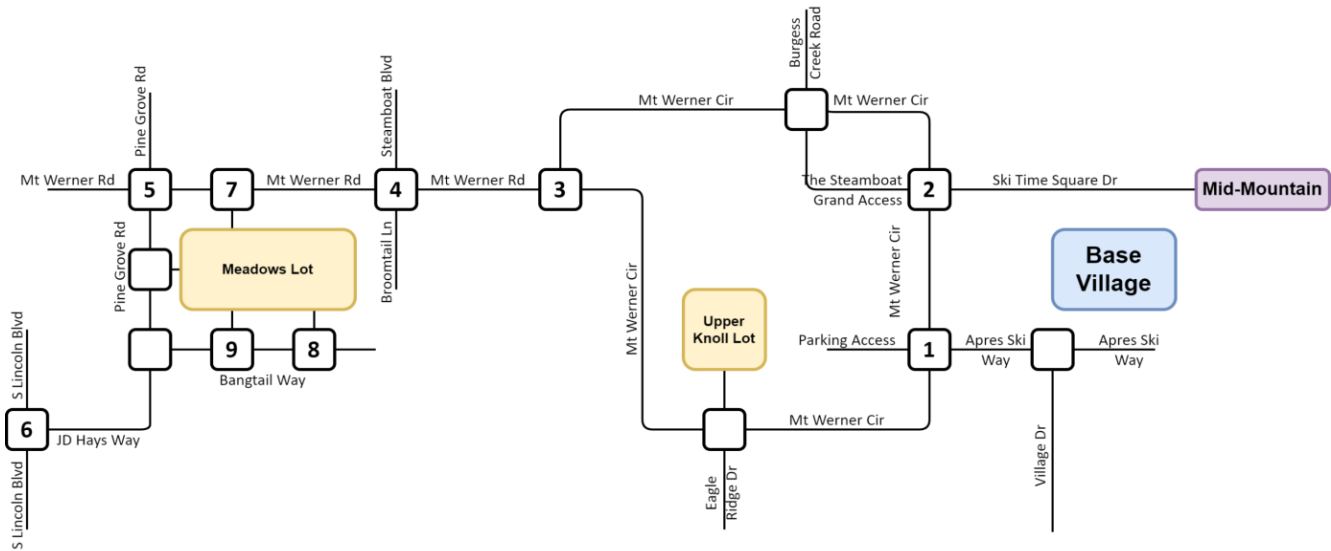 Burgess
Creek Road
Pine Grove Rd
Steamboat Blvd
Mt Werner Cir
Mt Werner Cir
Mt Werner Rd
5
7
Mt Werner Rd
4
Mt Werner Rd
3
The Steamboat
Grand Access
2
Ski Time Square Dr
Mid-Mountain
Pine Grove Rd
Meadows Lot
Broomtail Ln
Mt Werner Cir
Mt Werner Cir
Base
Village
Upper
Knoll Lot
S Lincoln Blvd
9
8
Bangtail Way
Parking Access
1
Apres Ski
Way
Apres Ski
Way
6
JD Hays Way
Mt Werner Cir
S Lincoln Blvd
Eagle
Ridge Dr
Village Dr